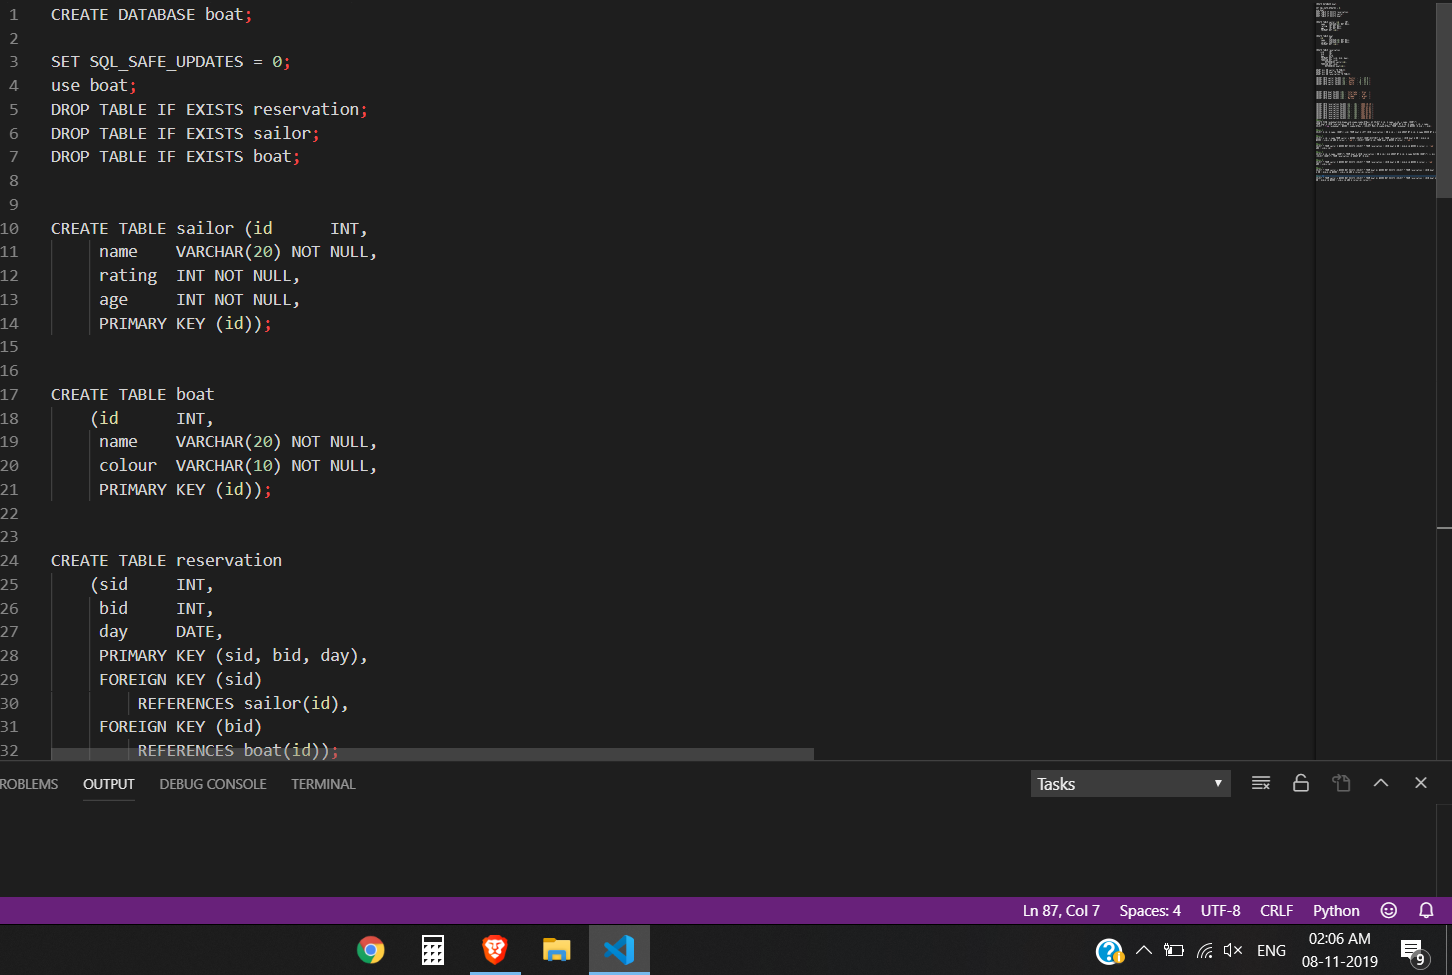 1 CREATE DATABASE boat;
2
3 SET SQL_SAFE_UPDATES = 0;
4 use boat;
5 DROP TABLE IF EXISTS reservation;
6 DROP TABLE IF EXISTS sailor;
7 DROP TABLE IF EXISTS boat;
8
9
10 CREATE TABLE sailor (id      INT,
11      name    VARCHAR(20) NOT NULL,
12      rating  INT NOT NULL,
13      age     INT NOT NULL,
14      PRIMARY KEY (id));
15
16
17 CREATE TABLE boat
18     (id      INT,
19      name    VARCHAR(20) NOT NULL,
20      colour  VARCHAR(10) NOT NULL,
21      PRIMARY KEY (id));
22
23
24 CREATE TABLE reservation
25     (sid     INT,
26      bid     INT,
27      day     DATE,
28      PRIMARY KEY (sid, bid, day),
29      FOREIGN KEY (sid)
30          REFERENCES sailor(id),
31      FOREIGN KEY (bid)
32          REFERENCES boat(id));
ROBLEMS OUTPUT DEBUG CONSOLE TERMINAL Tasks
Ln 87, Col 7 Spaces: 4 UTF-8 CRLF Python
ENG 02:06 AM
08-11-2019 9